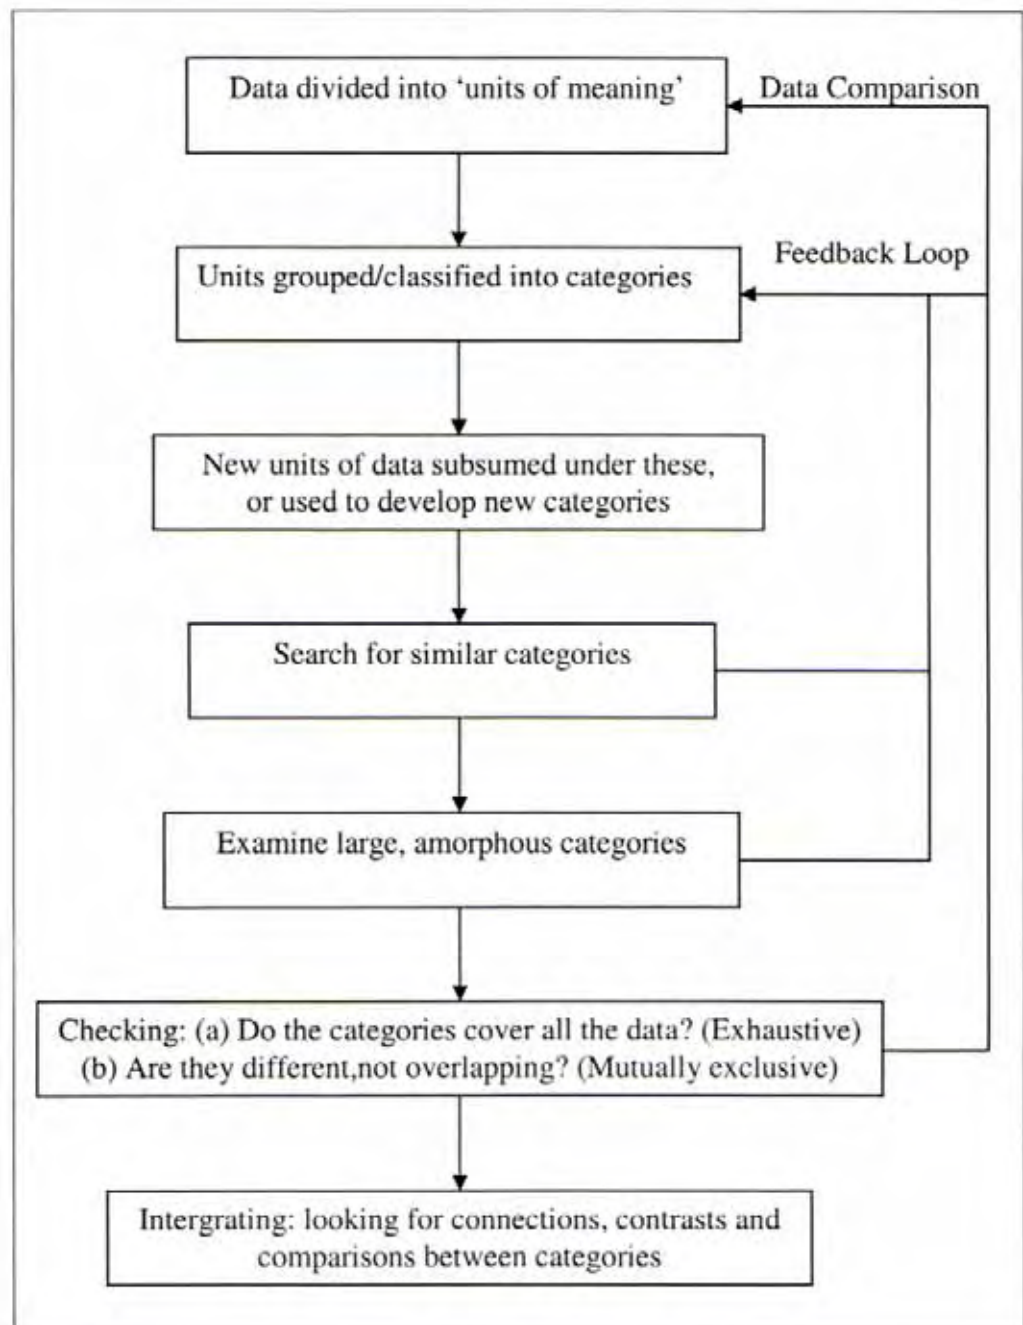 Data divided into ‘units of meaning’
Data Comparison
Feedback Loop
Units grouped/classified into categories
New units of data subsumed under these,
or used to develop new categories
Search for similar categories
Examine large, amorphous categories
Checking: (a) Do the categories cover all the data? (Exhaustive)
(b) Are they different,not overlapping? (Mutually exclusive)
Intergrating: looking for connections, contrasts and
comparisons between categories